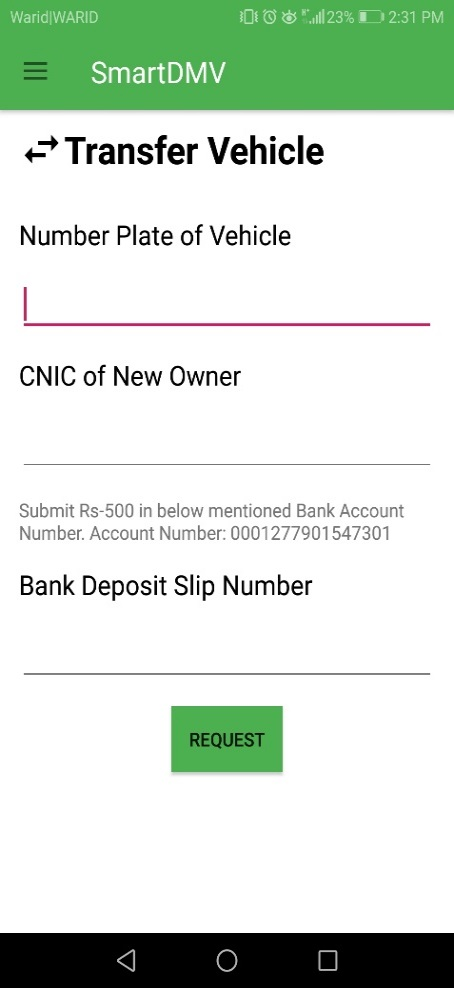 Warid|WARID 23% 2:31 PM
SmartDMV
Transfer Vehicle
Number Plate of Vehicle
CNIC of New Owner
Submit Rs-500 in below mentioned Bank Account
Number. Account Number: 0001277901547301
Bank Deposit Slip Number
REQUEST